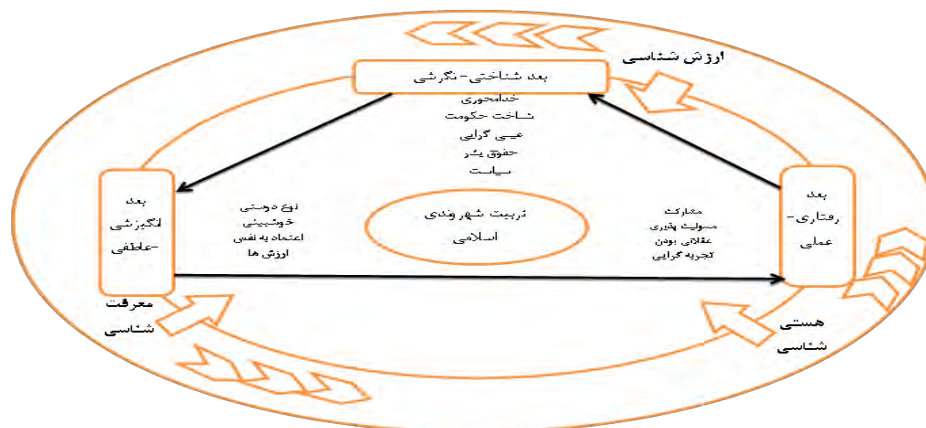 ارزش شناسی
بعد شناختی-نگرشی
خدامحوری
شناخت حکومت
عینی گرایی
حقوق بشر
سیاست
بعد
رفتاری-
عملی
مشارکت
مسولیت پذیری
عقلانی بودن
تجربه گرایی
تربیت شهروندی
اسلامی
نوع دوستی
خوشبینی
اعتماد به نفس
ارزش ها
بعد
انگیزشی
-عاطفی
معرفت
شناسی
هستی
شناسی